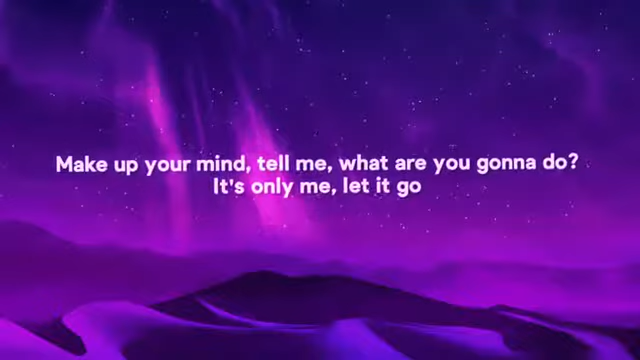 Make up your mind, tell me, what are you gonna do?
It's only me, let it go